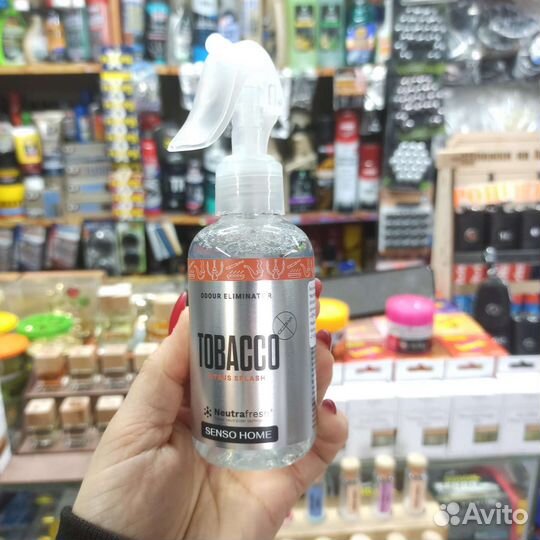 ODOUR ELIMINATOR
TOBACCO
CITRUS SPLASH
Neutrafresh
SENSO HOME
Avito